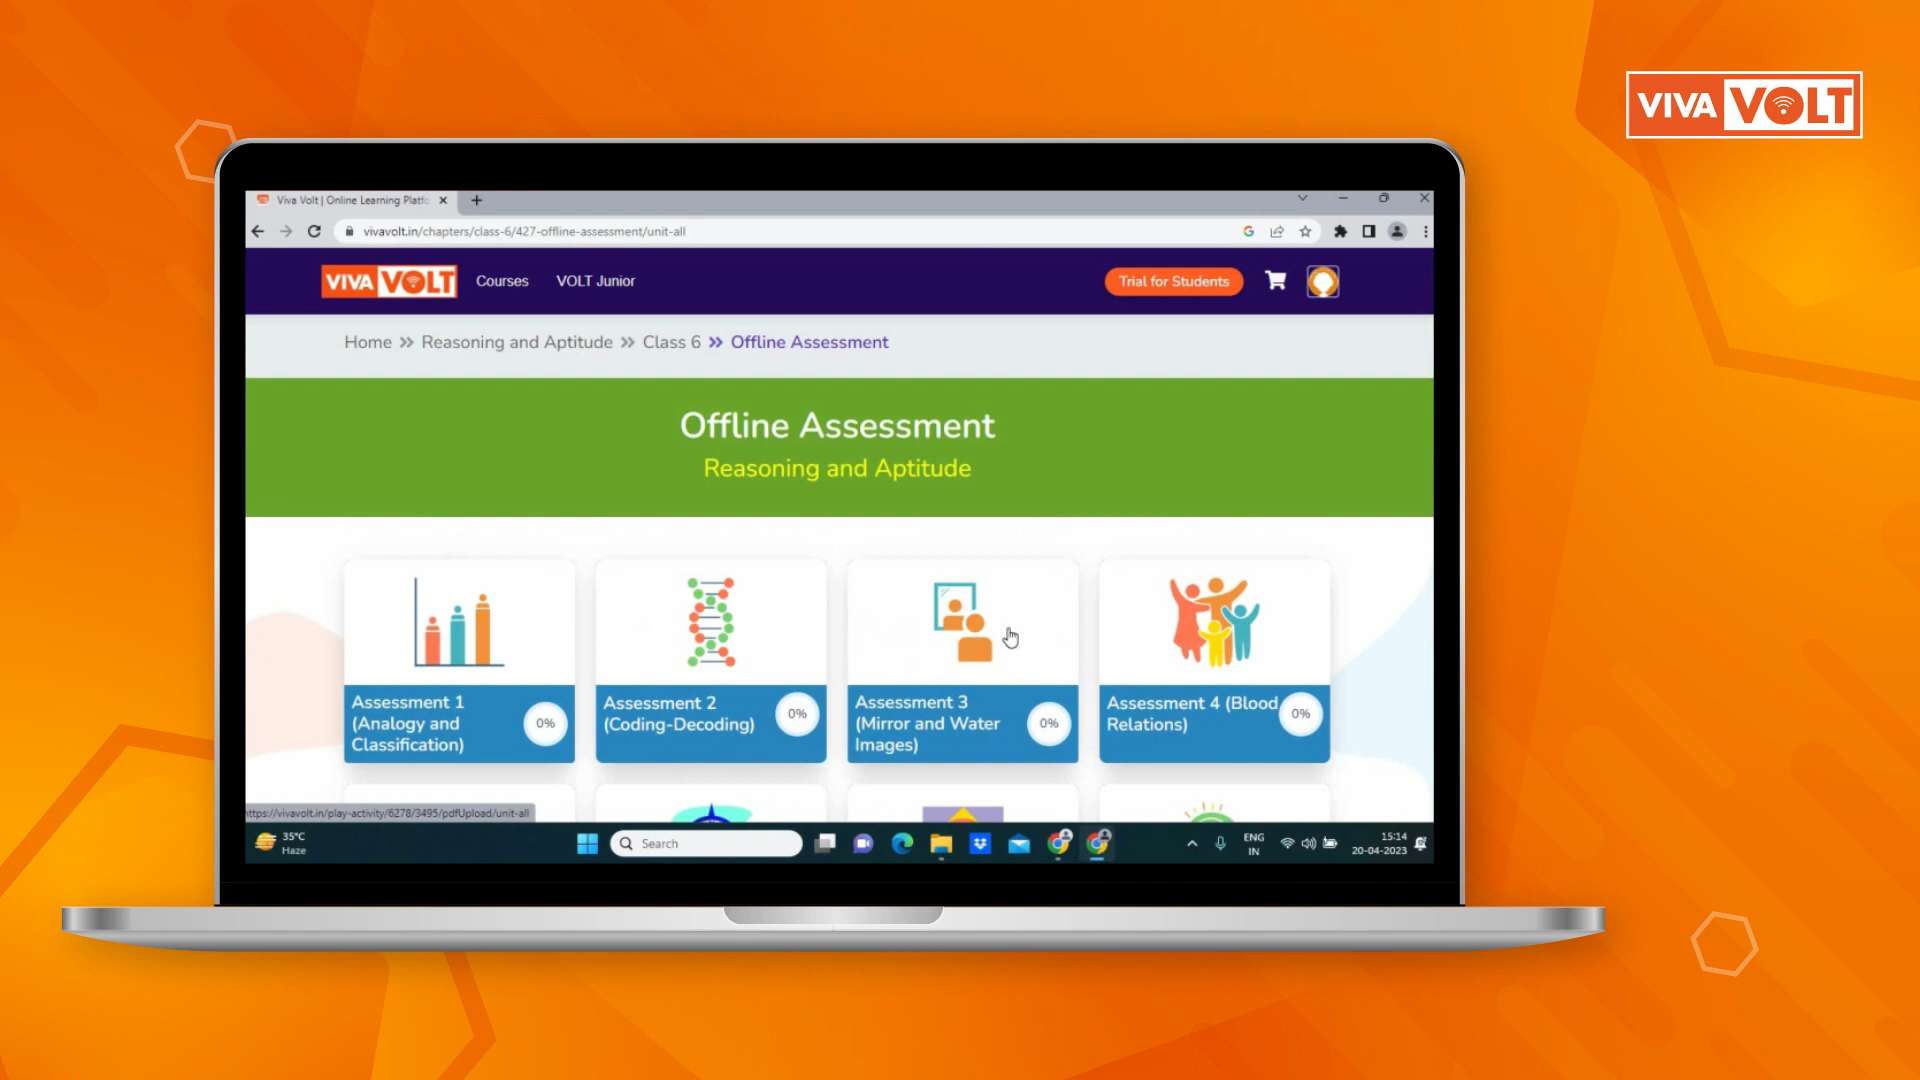 VIVA VOLT
Viva Volt | Online Learning Platfo
vivavolt.in/chapters/class-6/427-offline-assessment/unit-all
VIVA VOLT Courses VOLT Junior Trial for Students
Home » Reasoning and Aptitude » Class 6 » Offline Assessment
Offline Assessment
Reasoning and Aptitude
Assessment 1
(Analogy and
Classification)
0%
Assessment 2
(Coding-Decoding)
0%
Assessment 3
(Mirror and Water
Images)
0%
Assessment 4 (Blood
Relations)
0%
https://vivavolt.in/play-activity/6278/3495/pdfUpload/unit-all
35°C
Haze
Search
ENG
IN
15:14
20-04-2023